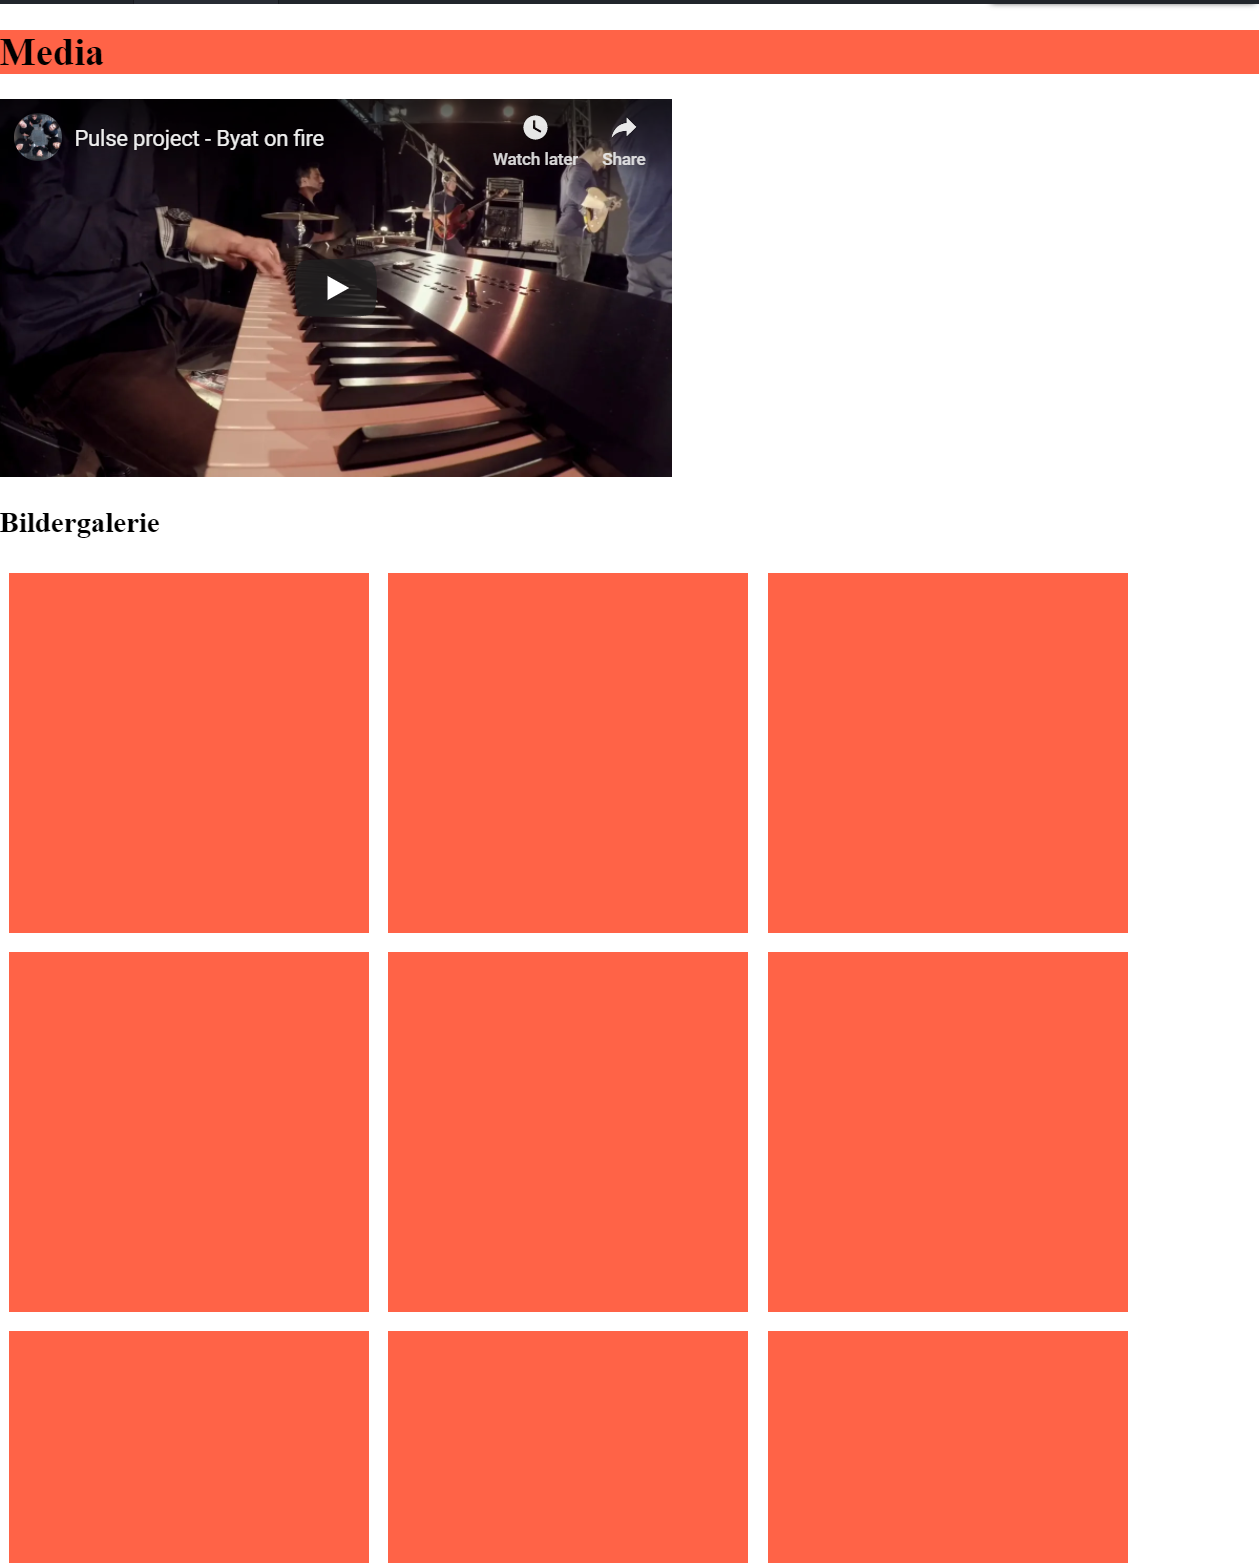 Media
Pulse project - Byat on fire
Watch later
Share
Bildergalerie